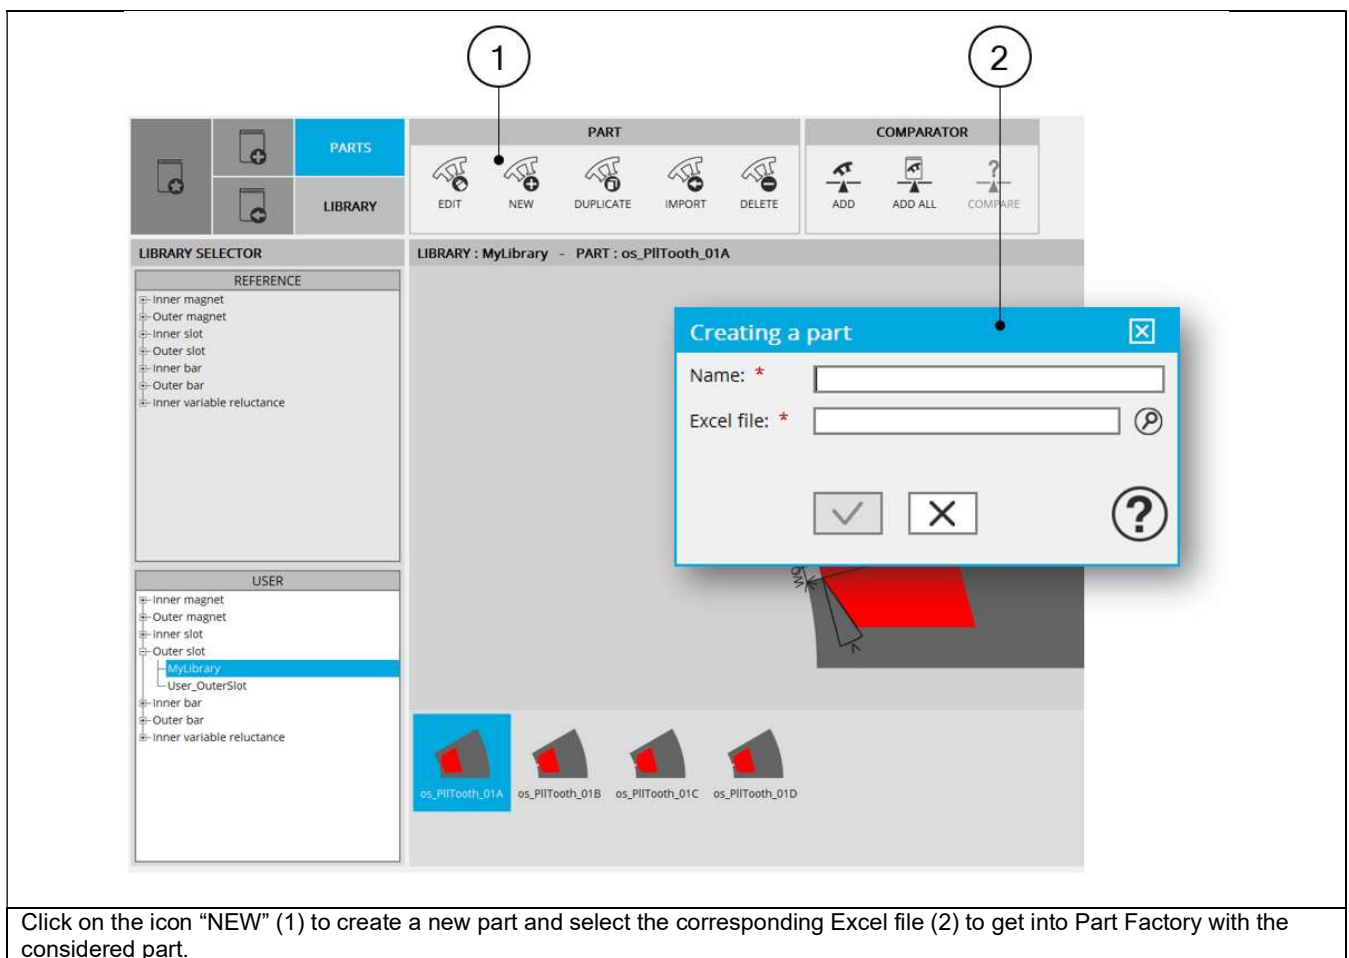 1
2
PARTS
LIBRARY
PART
EDIT
NEW
DUPLICATE
IMPORT
DELETE
COMPARATOR
ADD
ADD ALL
COMPARE
LIBRARY SELECTOR
REFERENCE
Inner magnet
Outer magnet
Inner slot
Outer slot
Inner bar
Outer bar
Inner variable reluctance
USER
Inner magnet
Outer magnet
Inner slot
Outer slot
MyLibrary
User_OuterSlot
Inner bar
Outer bar
Inner variable reluctance
LIBRARY : MyLibrary - PART : os_PllTooth_01A
Creating a part
Name: *
Excel file: *
?
os_PllTooth_01A
os_PllTooth_01B
os_PllTooth_01C
os_PllTooth_01D
Click on the icon “NEW” (1) to create a new part and select the corresponding Excel file (2) to get into Part Factory with the
considered part.